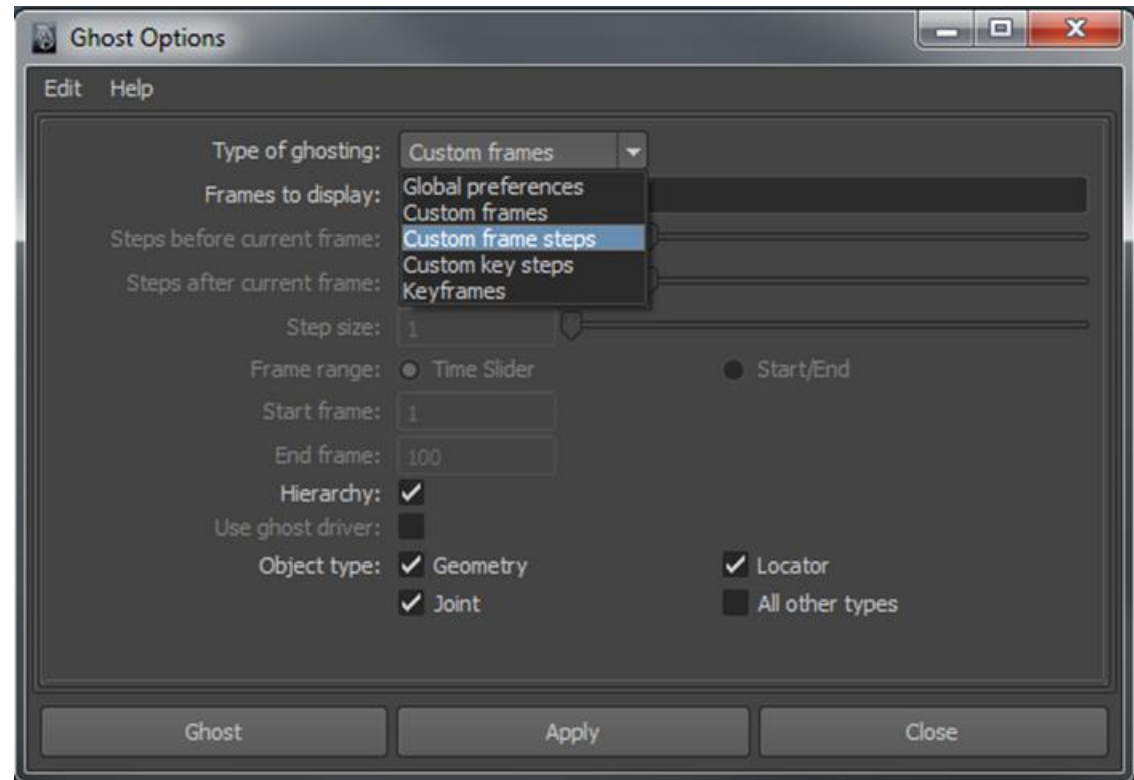 Ghost Options
Edit Help
Type of ghosting: Custom frames
Frames to display: Global preferences
Custom frames
Steps before current frame: Custom frame steps
Custom key steps
Steps after current frame: Keyframes
Step size: 1
Frame range: Time Slider Start/End
Start frame: 1
End frame: 100
Hierarchy:
Use ghost driver:
Object type: Geometry Locator
Joint All other types
Ghost Apply Close